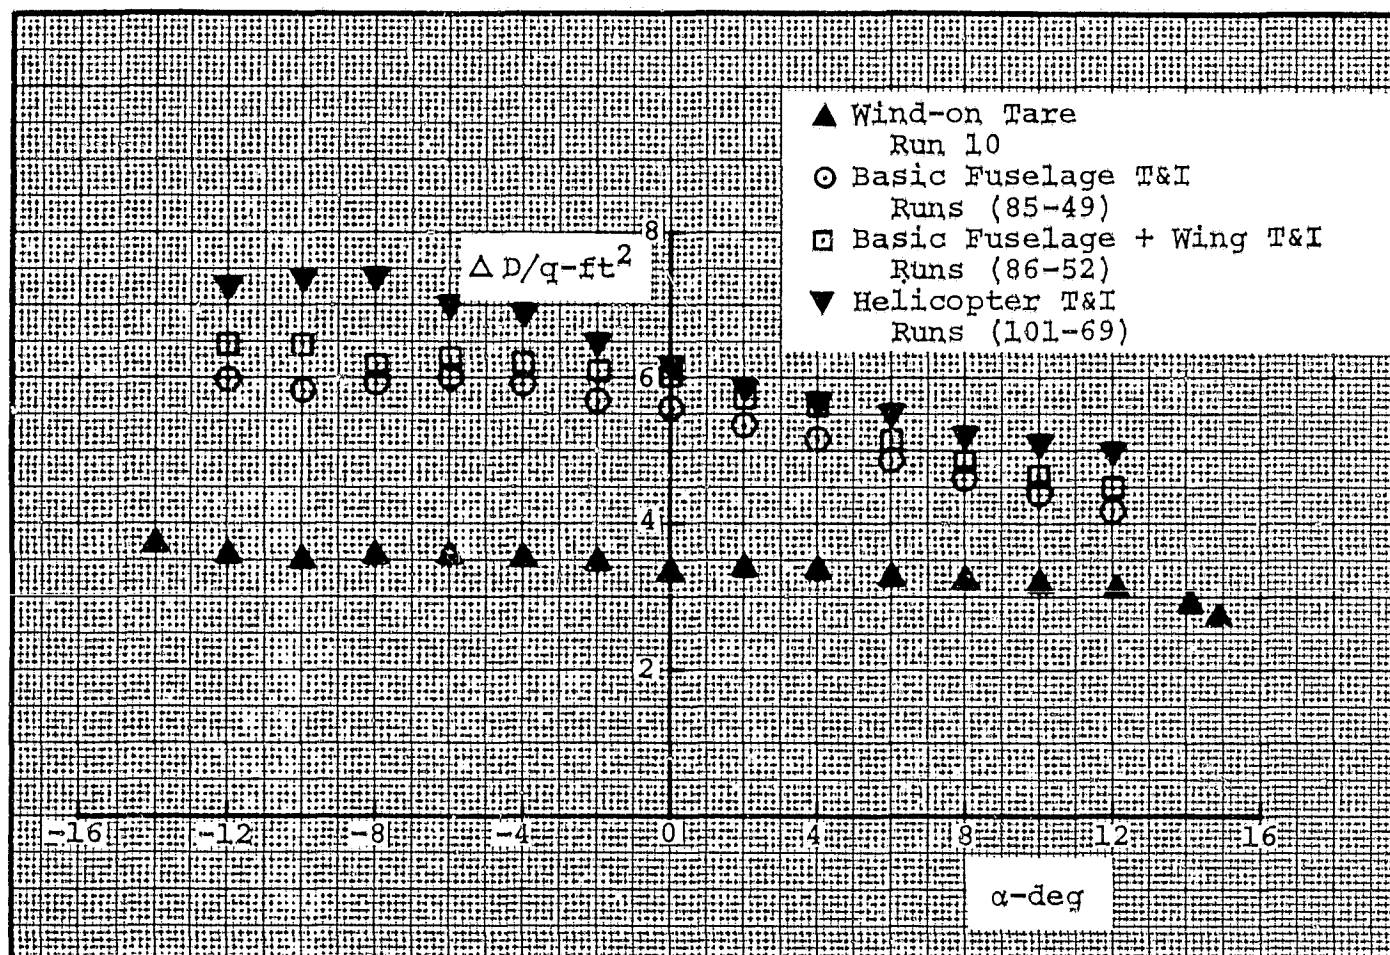 ▲ Wind-on Tare
Run 10
⊙ Basic Fuselage T&I
Runs (85-49)
⊡ Basic Fuselage + Wing T&I
Runs (86-52)
▼ Helicopter T&I
Runs (101-69)
8
△ D/q-ft²
6
4
2
-16 -12 -8 -4 0 4 8 12 16
α-deg